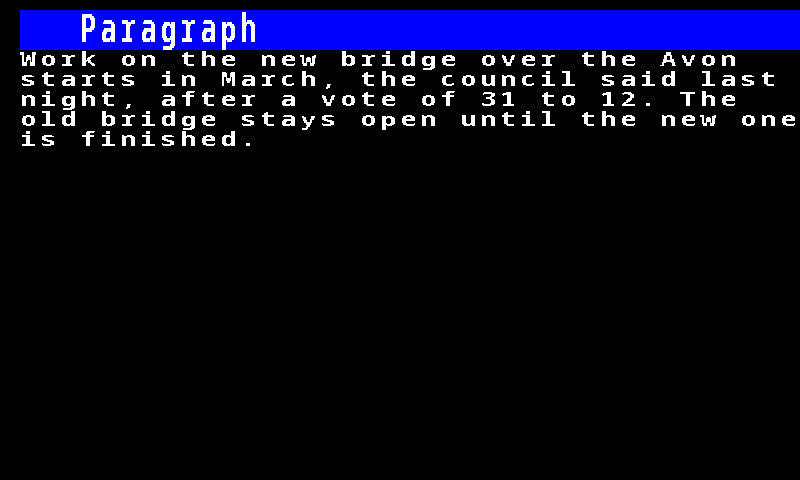 Paragraph
Work on the new bridge over the Avon
starts in March, the council said last
night, after a vote of 31 to 12. The
old bridge stays open until the new one
is finished.